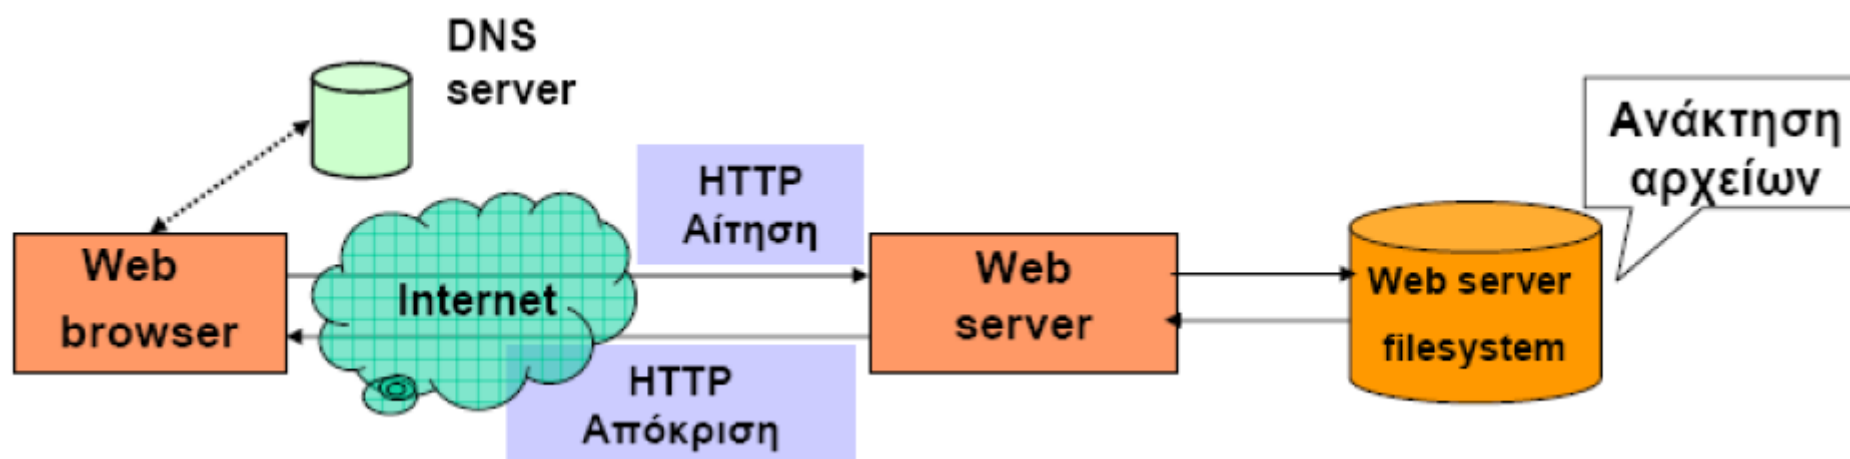 DNS
server
HTTP
Αίτηση
Ανάκτηση
αρχείων
Web
browser
Internet
Web
server
Web server
filesystem
HTTP
Απόκριση